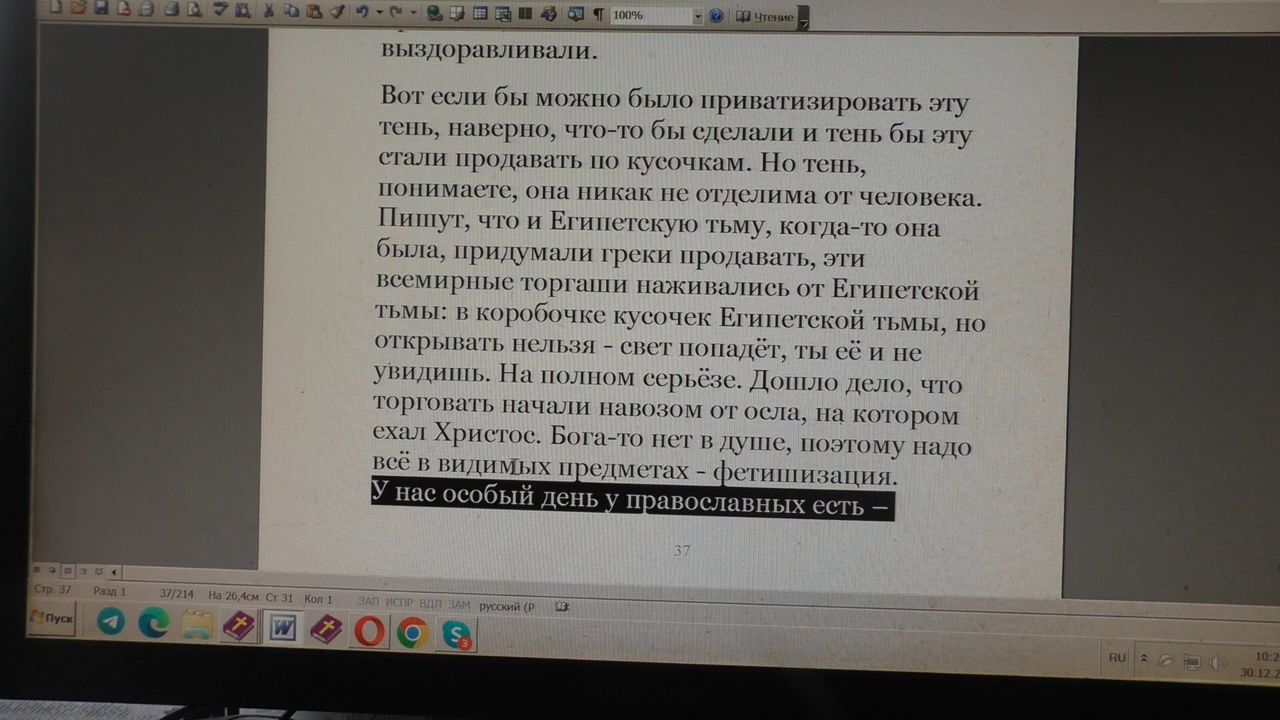 100%
Чтение
выздоравливали.
Вот если бы можно было приватизировать эту
тень, наверно, что-то бы сделали и тень бы эту
стали продавать по кусочкам. Но тень,
понимаете, она никак не отделима от человека.
Пишут, что и Египетскую тьму, когда-то она
была, придумали греки продавать, эти
всемирные торгаши наживались от Египетской
тьмы: в коробочке кусочек Египетской тьмы, но
открывать нельзя - свет попадёт, ты её и не
увидишь. На полном серьёзе. Дошло дело, что
торговать начали навозом от осла, на котором
ехал Христос. Бога-то нет в душе, поэтому надо
всё в видимых предметах - фетишизация.
У нас особый день у православных есть –
37
Стр. 37 Разд 1 37/214 На 26,4см Ст 31 Кол 1 ЗАП ИСПР ВДЛ ЗАМ русский (Р
Пуск
3
RU
10:2
30.12.2